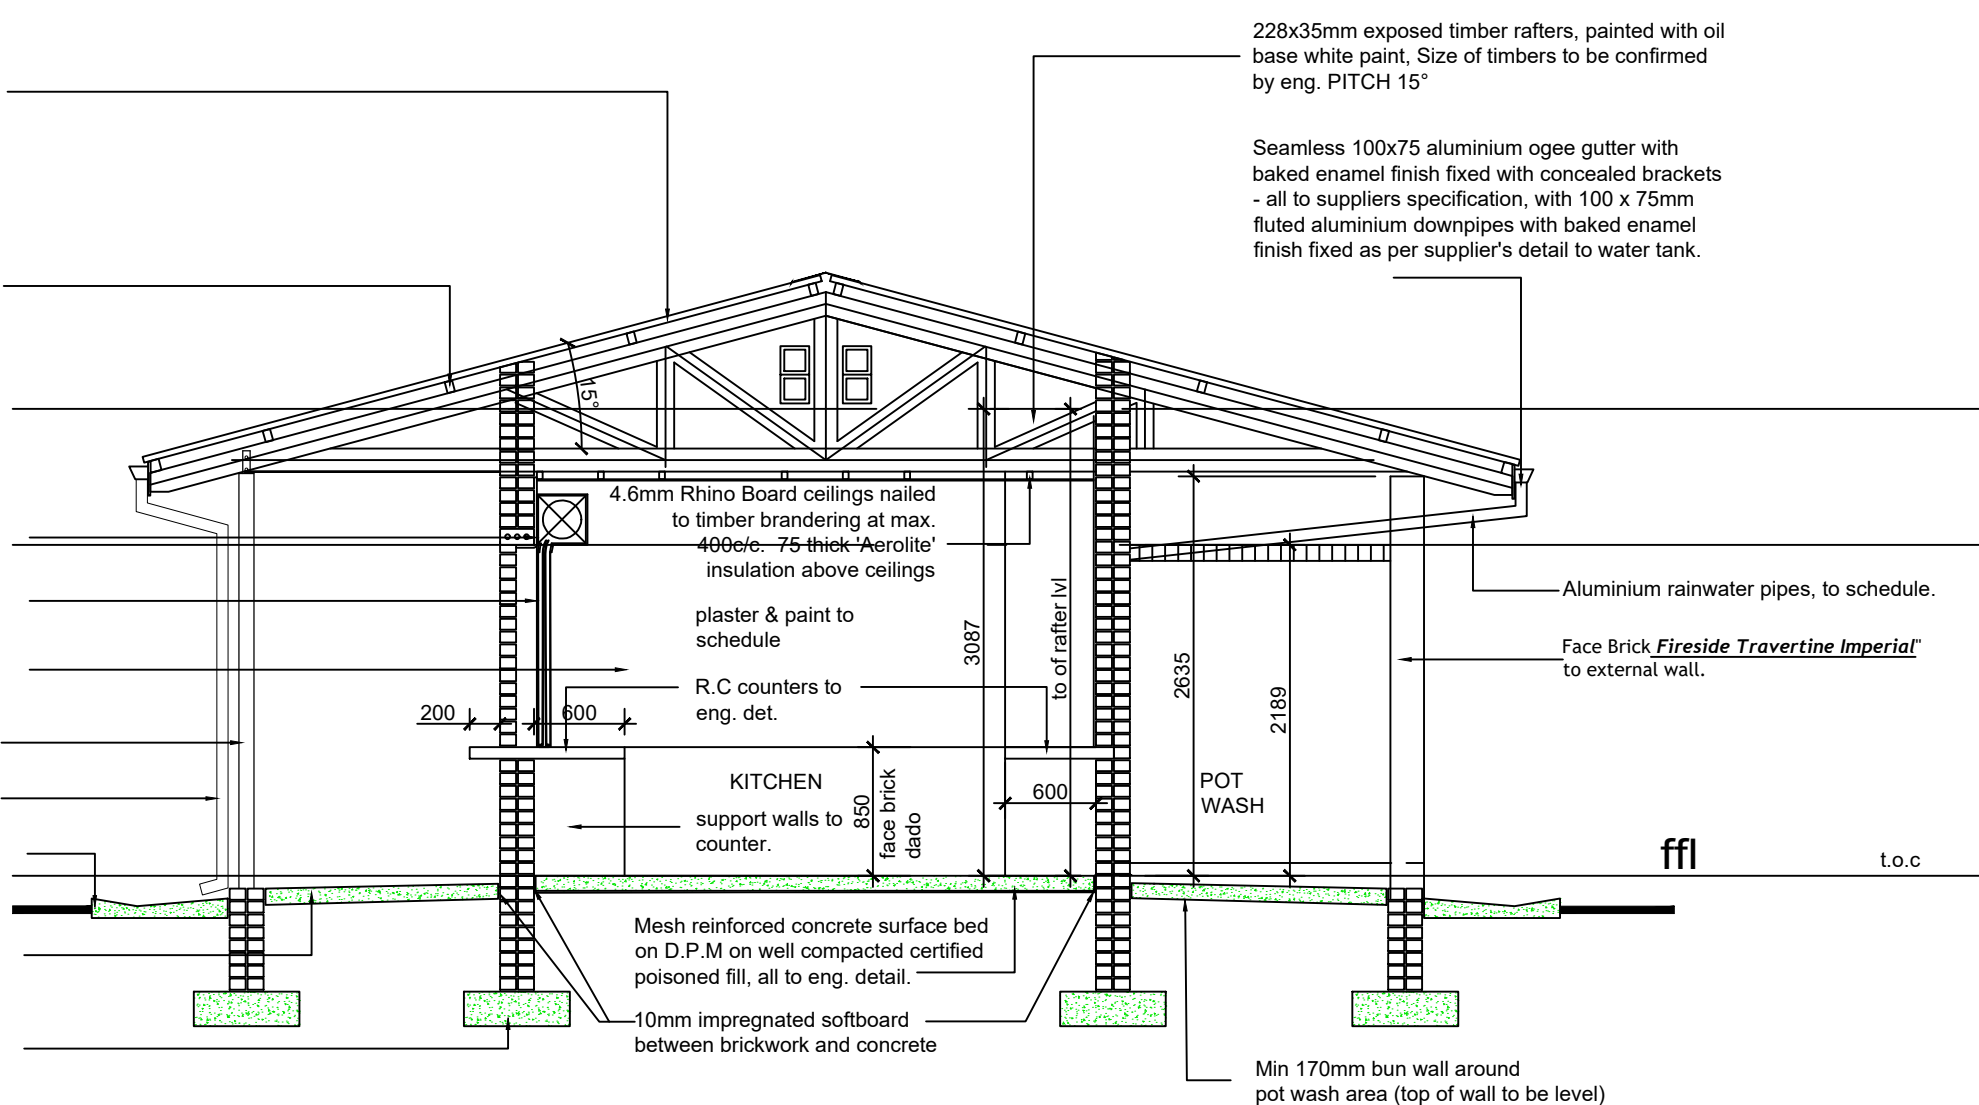 228x35mm exposed timber rafters, painted with oil
base white paint, Size of timbers to be confirmed
by eng. PITCH 15°
Seamless 100x75 aluminium ogee gutter with
baked enamel finish fixed with concealed brackets
- all to suppliers specification, with 100 x 75mm
fluted aluminium downpipes with baked enamel
finish fixed as per supplier's detail to water tank.
15°
4.6mm Rhino Board ceilings nailed
to timber brandering at max.
400c/c. 75 thick 'Aerolite'
insulation above ceilings
plaster & paint to
schedule
3087
to of rafter lvl
2635
2189
Aluminium rainwater pipes, to schedule.
Face Brick Fireside Travertine Imperial"
to external wall.
R.C counters to
eng. det.
200
600
KITCHEN
850
face brick
dado
600
POT
WASH
support walls to
counter.
ffl
t.o.c
Mesh reinforced concrete surface bed
on D.P.M on well compacted certified
poisoned fill, all to eng. detail.
10mm impregnated softboard
between brickwork and concrete
Min 170mm bun wall around
pot wash area (top of wall to be level)